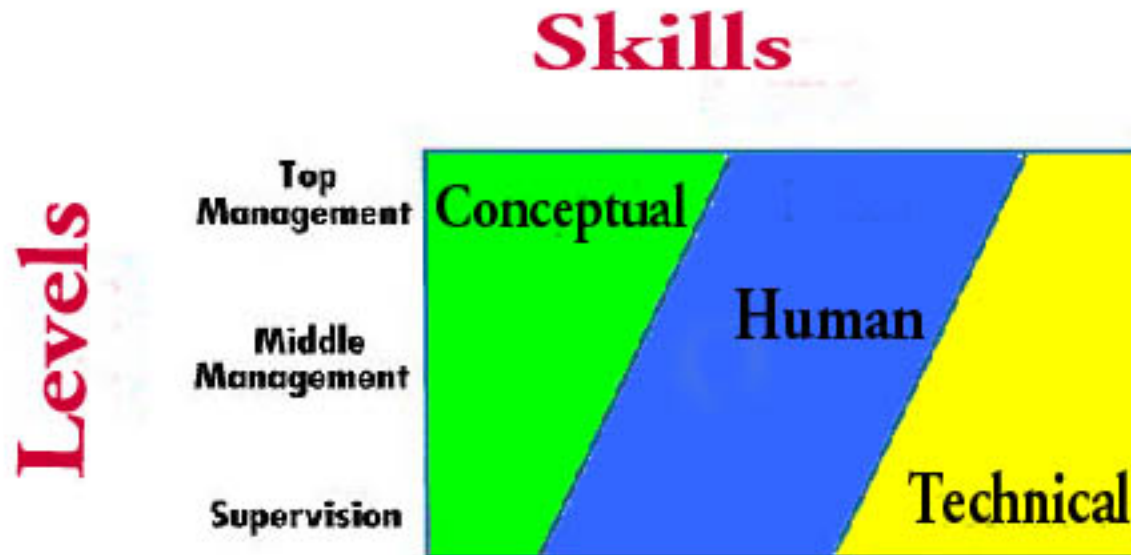 Skills
Levels
Top
Management
Conceptual
Human
Middle
Management
Technical
Supervision